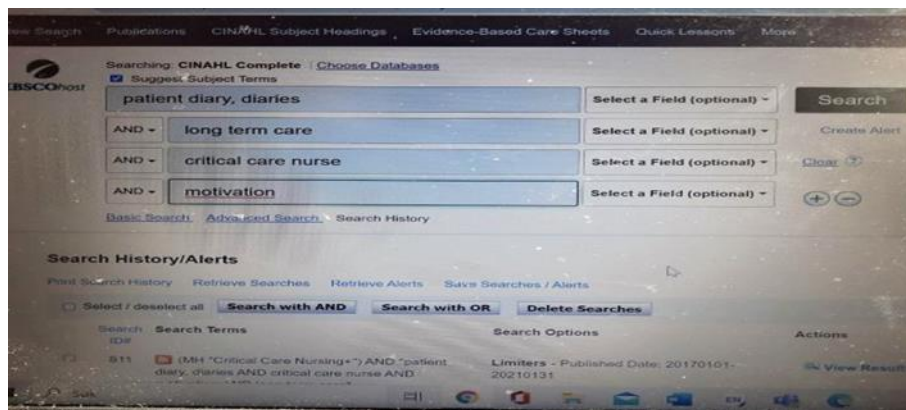 New Search Publications CINAHL Subject Headings Evidence-Based Care Sheets Quick Lessons More
Searching: CINAHL Complete Choose Databases
Suggest Subject Terms
EBSCOhost
patient diary, diaries Select a Field (optional) Search
AND long term care Select a Field (optional) Create Alert
AND critical care nurse Select a Field (optional) Clear ?
AND motivation Select a Field (optional)
Basic Search Advanced Search Search History
Search History/Alerts
Print Search History Retrieve Searches Retrieve Alerts Save Searches / Alerts
Select / deselect all Search with AND Search with OR Delete Searches
Search ID# Search Terms Search Options Actions
S11 (MH "Critical Care Nursing+") AND "patient Limiters - Published Date: 20170101- View Results
diary, diaries AND critical care nurse AND 20210131